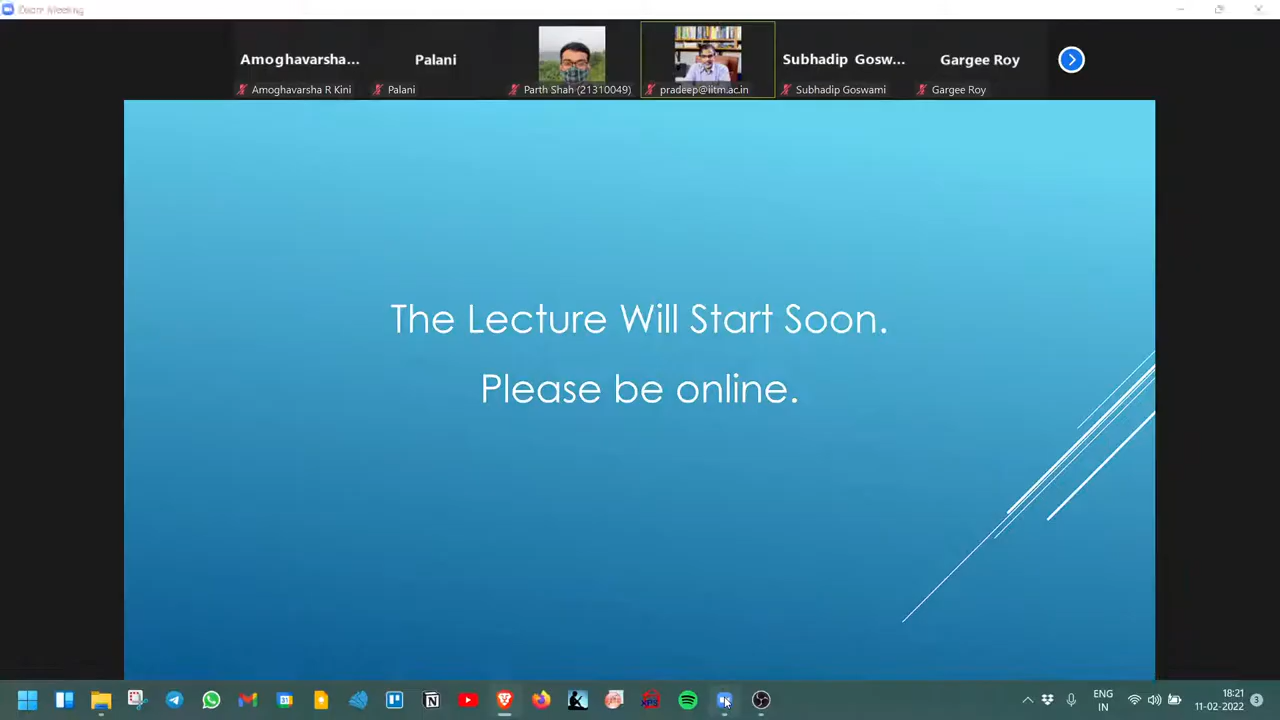 Zoom Meeting
Amoghavarsha...
Palani
Subhadip Gosw...
Gargee Roy
Amoghavarsha R Kini
Palani
Parth Shah (21310049)
pradeep@iitm.ac.in
Subhadip Goswami
Gargee Roy
The Lecture Will Start Soon.
Please be online.
ENG
IN
18:21
11-02-2022
3